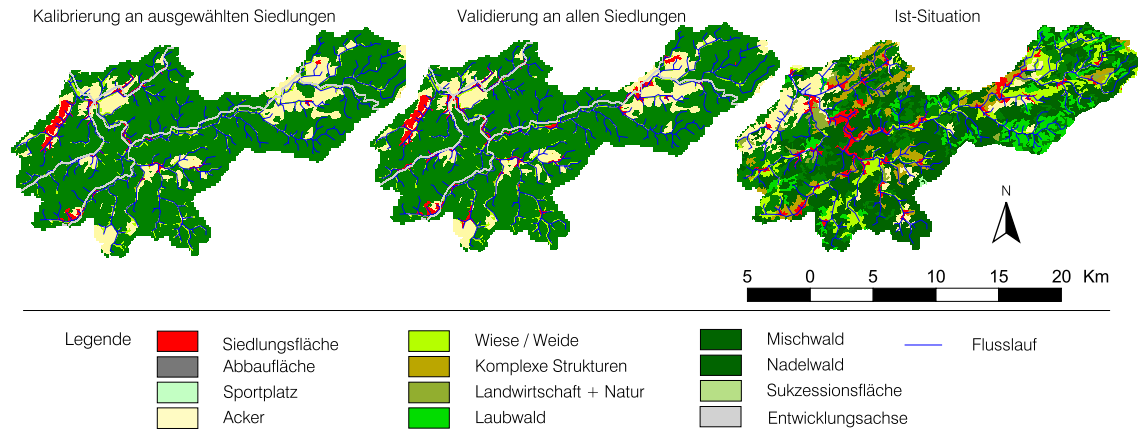 Kalibrierung an ausgewählten Siedlungen
Validierung an allen Siedlungen
Ist-Situation
N
5 0 5 10 15 20 Km
Legende
Siedlungsfläche
Abbaufläche
Sportplatz
Acker
Wiese / Weide
Komplexe Strukturen
Landwirtschaft + Natur
Laubwald
Mischwald
Nadelwald
Sukzessionsfläche
Entwicklungsachse
Flusslauf